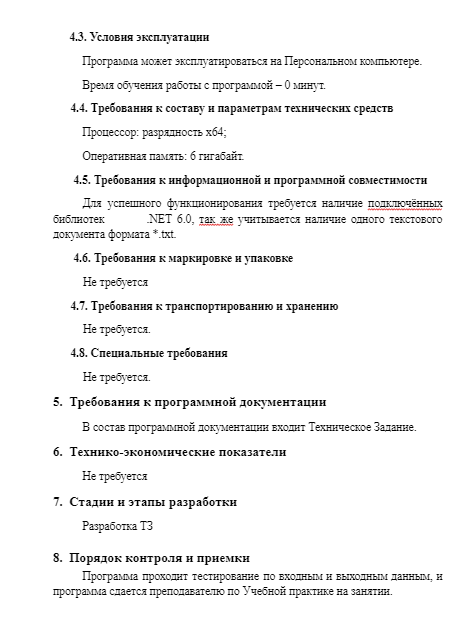 4.3. Условия эксплуатации
Программа может эксплуатироваться на Персональном компьютере.
Время обучения работы с программой – 0 минут.
4.4. Требования к составу и параметрам технических средств
Процессор: разрядность x64;
Оперативная память: 6 гигабайт.
4.5. Требования к информационной и программной совместимости
Для успешного функционирования требуется наличие подключённых
библиотек .NET 6.0, так же учитывается наличие одного текстового
документа формата *.txt.
4.6. Требования к маркировке и упаковке
Не требуется
4.7. Требования к транспортированию и хранению
Не требуется.
4.8. Специальные требования
Не требуется.
5. Требования к программной документации
В состав программной документации входит Техническое Задание.
6. Технико-экономические показатели
Не требуется
7. Стадии и этапы разработки
Разработка ТЗ
8. Порядок контроля и приемки
Программа проходит тестирование по входным и выходным данным, и
программа сдается преподавателю по Учебной практике на занятии.